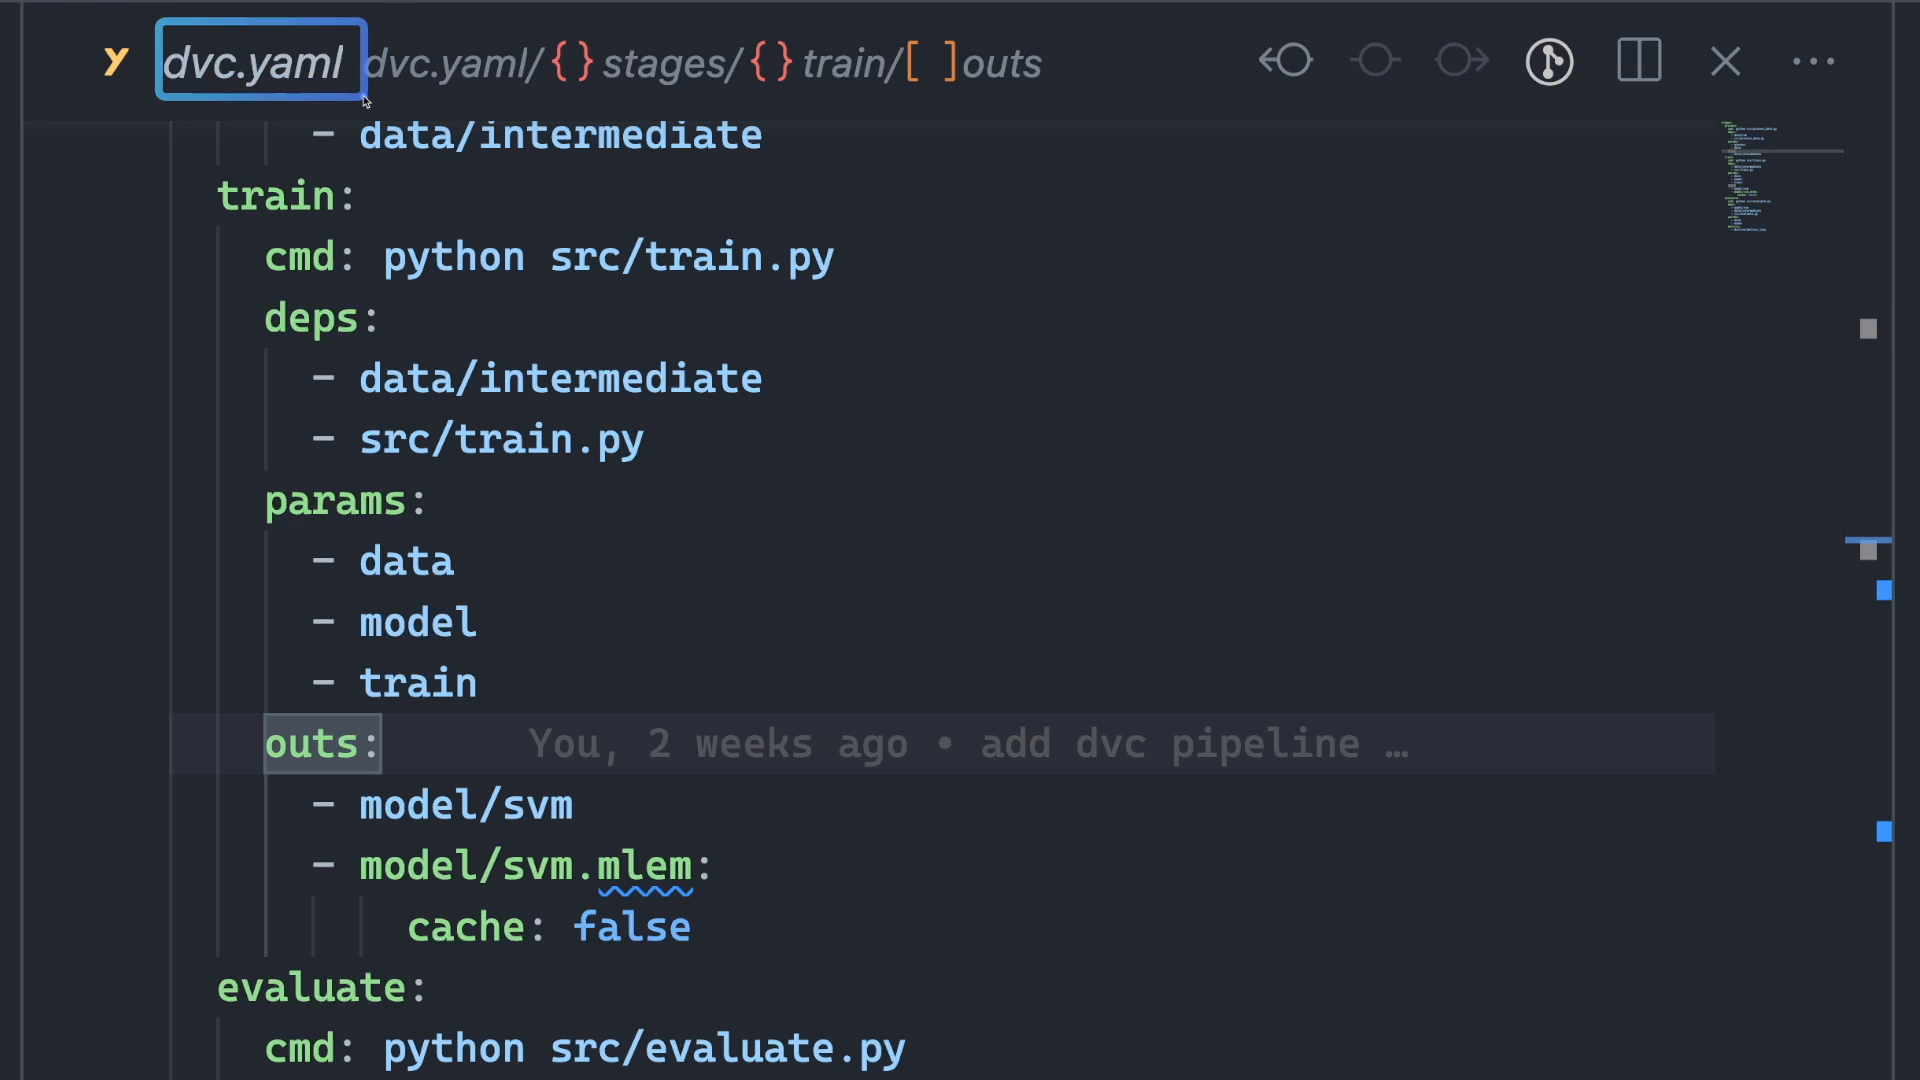 dvc.yaml dvc.yaml/{}stages/{}train/[ ]outs
- data/intermediate
train:
cmd: python src/train.py
deps:
- data/intermediate
- src/train.py
params:
- data
- model
- train
outs: You, 2 weeks ago • add dvc pipeline …
- model/svm
- model/svm.mlem:
cache: false
evaluate:
cmd: python src/evaluate.py